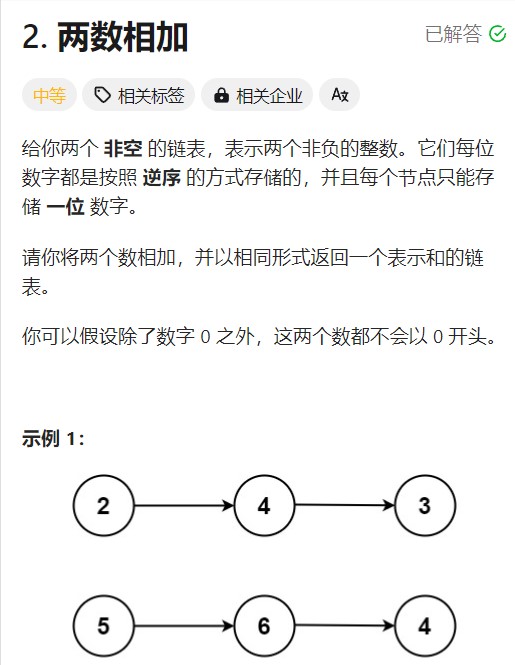 2. 两数相加
已解答
中等
相关标签
相关企业
给你两个 非空 的链表，表示两个非负的整数。它们每位
数字都是按照 逆序 的方式存储的，并且每个节点只能存
储 一位 数字。
请你将两个数相加，并以相同形式返回一个表示和的链
表。
你可以假设除了数字 0 之外，这两个数都不会以 0 开头。
示例 1：
2 4 3
5 6 4